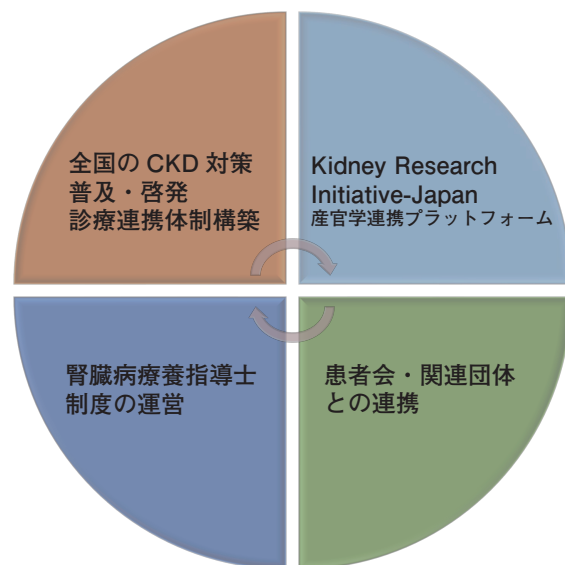 全国の CKD 対策
普及・啓発
診療連携体制構築
Kidney Research
Initiative-Japan
産官学連携プラットフォーム
腎臓病療養指導士
制度の運営
患者会・関連団体
との連携